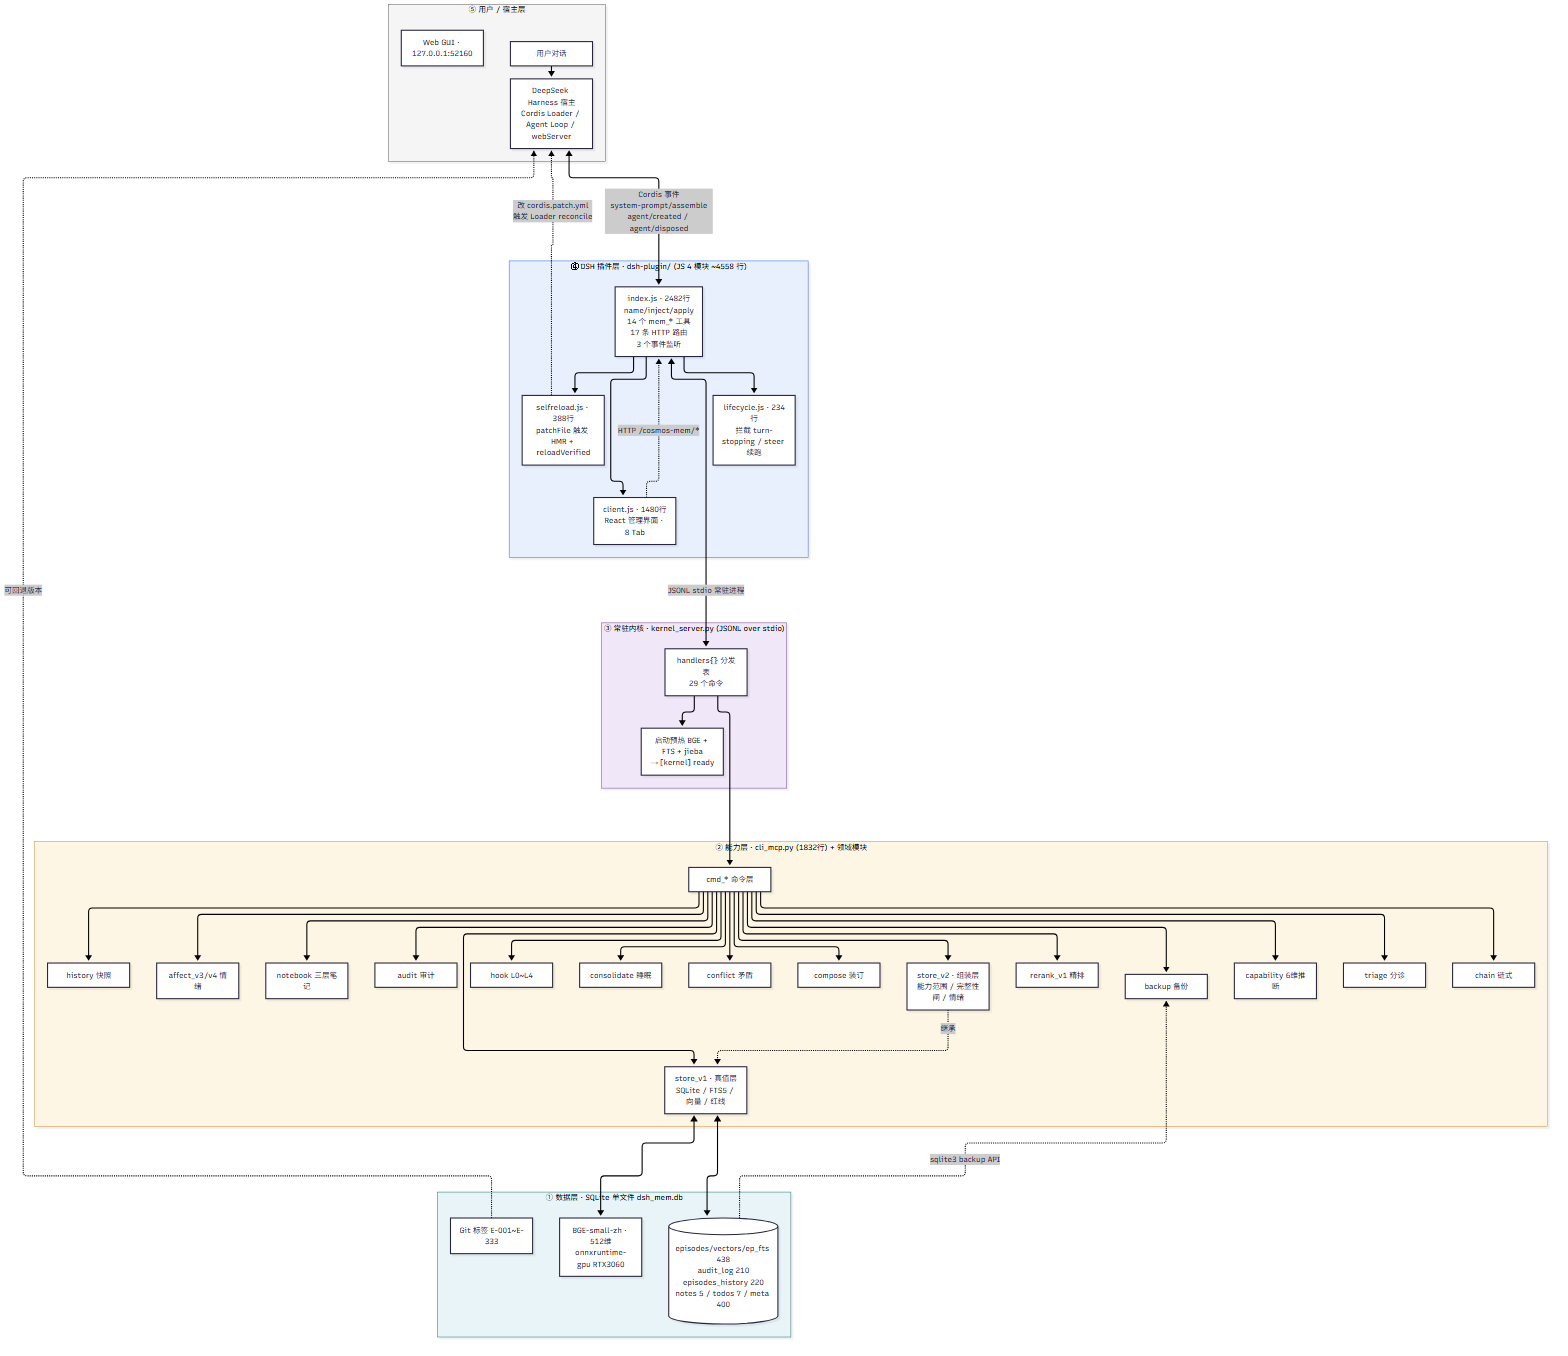 ⑤ 用户 / 宿主层
Web GUI ·
127.0.0.1:52160
用户对话
DeepSeek
Harness 宿主
Cordis Loader /
Agent Loop /
webServer
改 cordis.patch.yml
触发 Loader reconcile
Cordis 事件
system-prompt/assemble
agent/created /
agent/disposed
④ DSH 插件层 · dsh-plugin/ (JS 4 模块 ~4558 行)
index.js · 2482行
name/inject/apply
14 个 mem_* 工具
17 条 HTTP 路由
3 个事件监听
selfreload.js ·
388行
patchFile 触发
HMR +
reloadVerified
HTTP /cosmos-mem/*
lifecycle.js · 234
行
拦截 turn-
stopping / steer
续跑
client.js · 1480行
React 管理界面 ·
8 Tab
可回退版本
JSONL stdio 常驻进程
③ 常驻内核 · kernel_server.py (JSONL over stdio)
handlers{} 分发
表
29 个命令
启动预热 BGE +
FTS + jieba
→ [kernel] ready
② 能力层 · cli_mcp.py (1832行) + 领域模块
cmd_* 命令层
history 快照
affect_v3/v4 情
绪
notebook 三层笔
记
audit 审计
hook L0~L4
consolidate 睡眠
conflict 矛盾
compose 装订
store_v2 · 组装层
能力范围 / 完整性
闸 / 情绪
rerank_v1 精排
backup 备份
capability 6维推
断
triage 分诊
chain 链式
继承
store_v1 · 真值层
SQLite / FTS5 /
向量 / 红线
sqlite3 backup API
① 数据层 · SQLite 单文件 dsh_mem.db
Git 标签 E-001~E-
333
BGE-small-zh ·
512维
onnxruntime-
gpu RTX3060
episodes/vectors/ep_fts
438
audit_log 210
episodes_history 220
notes 5 / todos 7 / meta
400